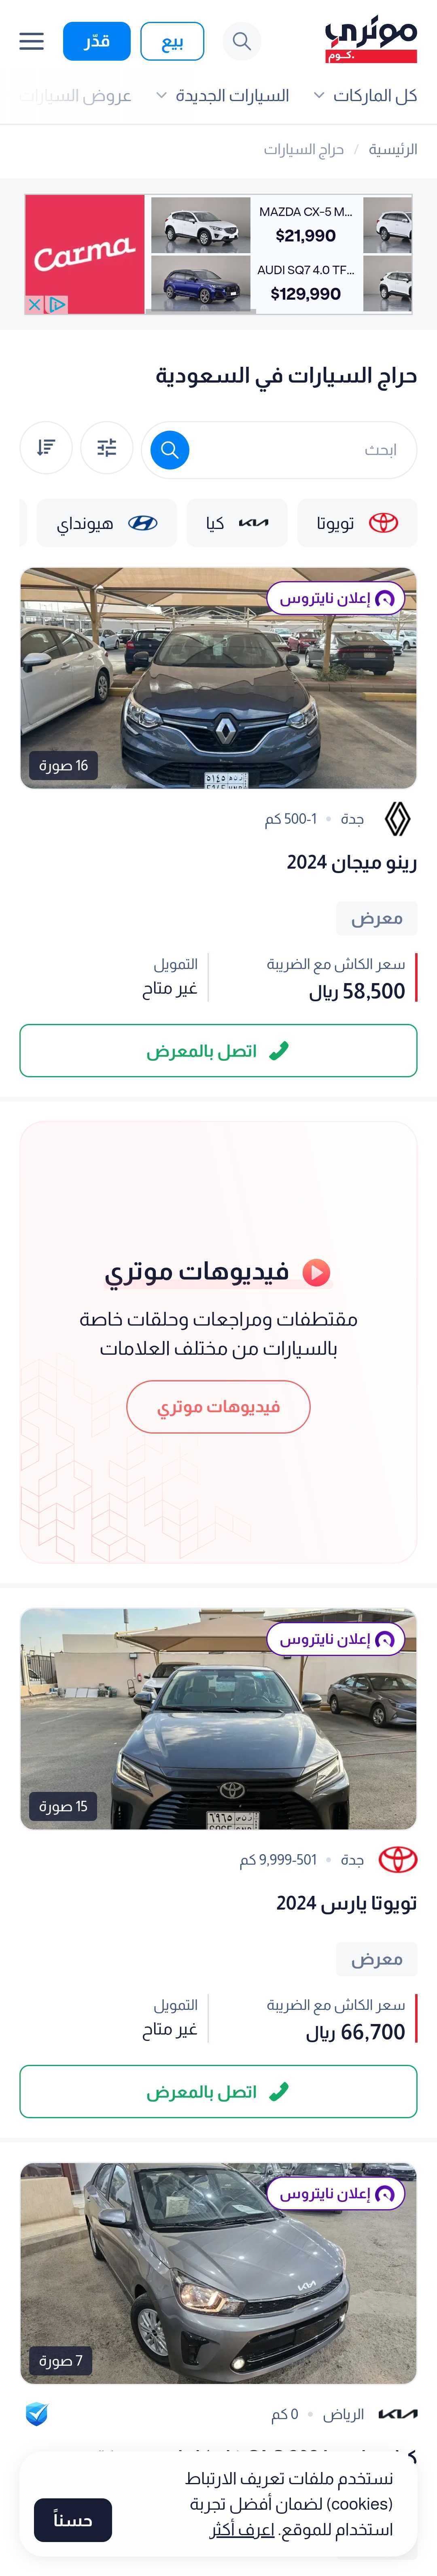 موتري
.كوم
بيع
قدّر
كل الماركات
السيارات الجديدة
عروض السيارات
الرئيسية / حراج السيارات
Carma
MAZDA CX-5 M...
$21,990
AUDI SQ7 4.0 TF...
$129,990
حراج السيارات في السعودية
ابحث
تويوتا
كيا
هيونداي
إعلان نايتروس
16 صورة
جدة • 1-500 كم
رينو ميجان 2024
معرض
سعر الكاش مع الضريبة
58,500 ريال
التمويل
غير متاح
اتصل بالمعرض
فيديوهات موتري
مقتطفات ومراجعات وحلقات خاصة
بالسيارات من مختلف العلامات
فيديوهات موتري
إعلان نايتروس
15 صورة
جدة • 501-9,999 كم
تويوتا يارس 2024
معرض
سعر الكاش مع الضريبة
66,700 ريال
التمويل
غير متاح
اتصل بالمعرض
إعلان نايتروس
KIA
7 صورة
الرياض • 0 كم
نستخدم ملفات تعريف الارتباط
(cookies) لضمان أفضل تجربة
استخدام للموقع. اعرف أكثر
حسناً